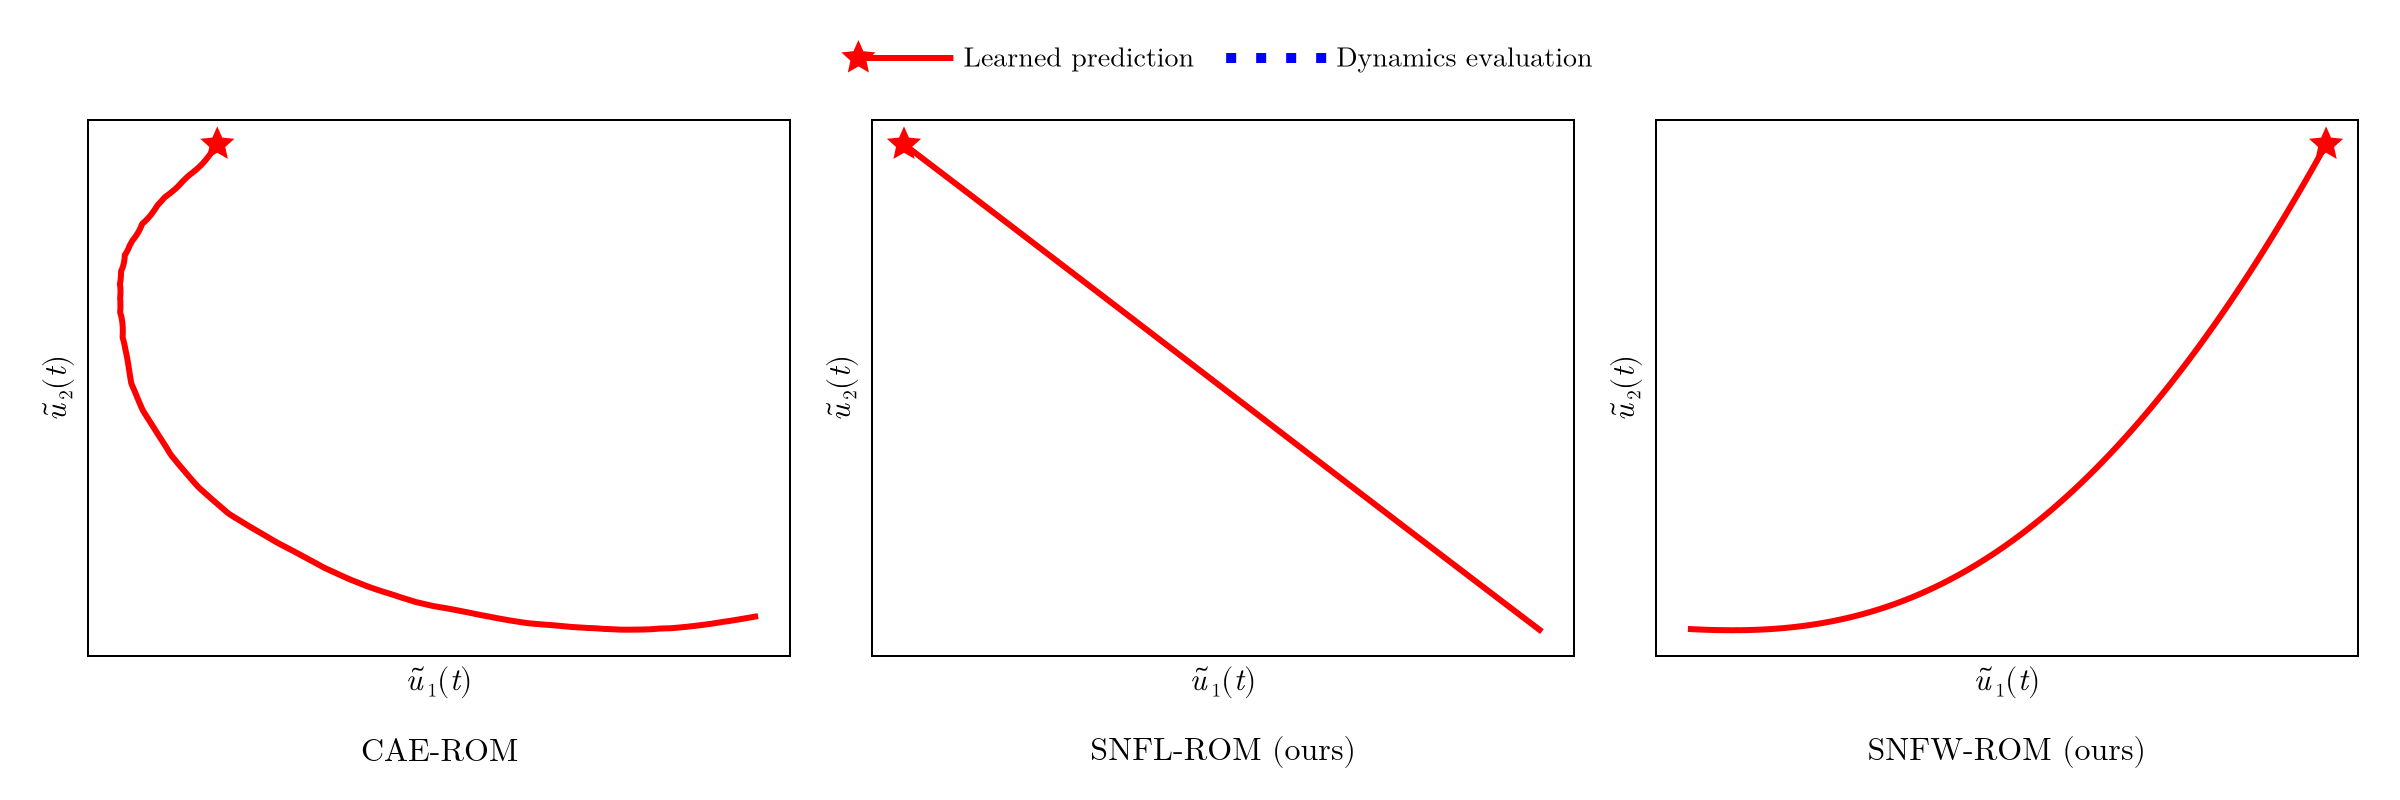 Learned prediction Dynamics evaluation
ũ₂(t) ũ₂(t) ũ₂(t)
ũ₁(t) ũ₁(t) ũ₁(t)
CAE-ROM SNFL-ROM (ours) SNFW-ROM (ours)